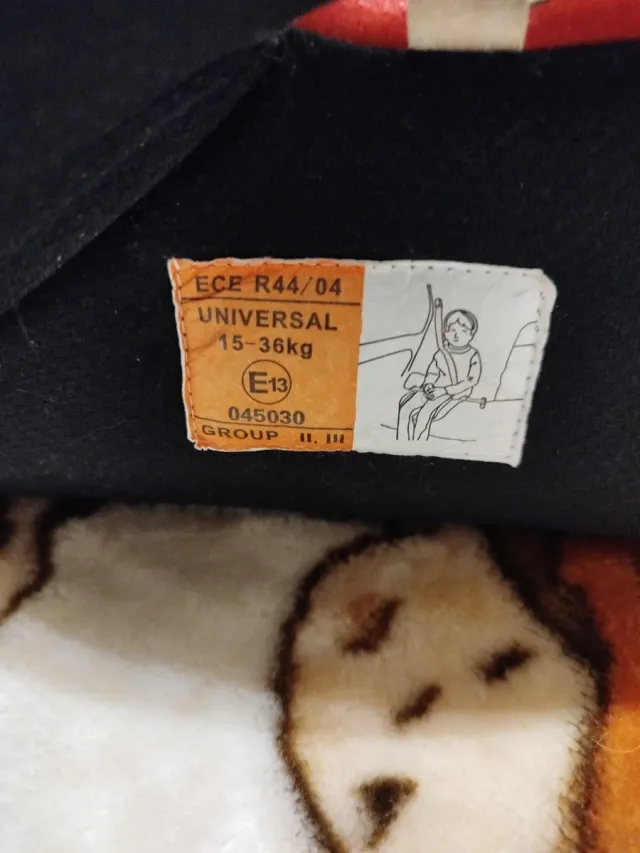 ECE R44/04
UNIVERSAL
15-36kg
E13
045030
GROUP II. III